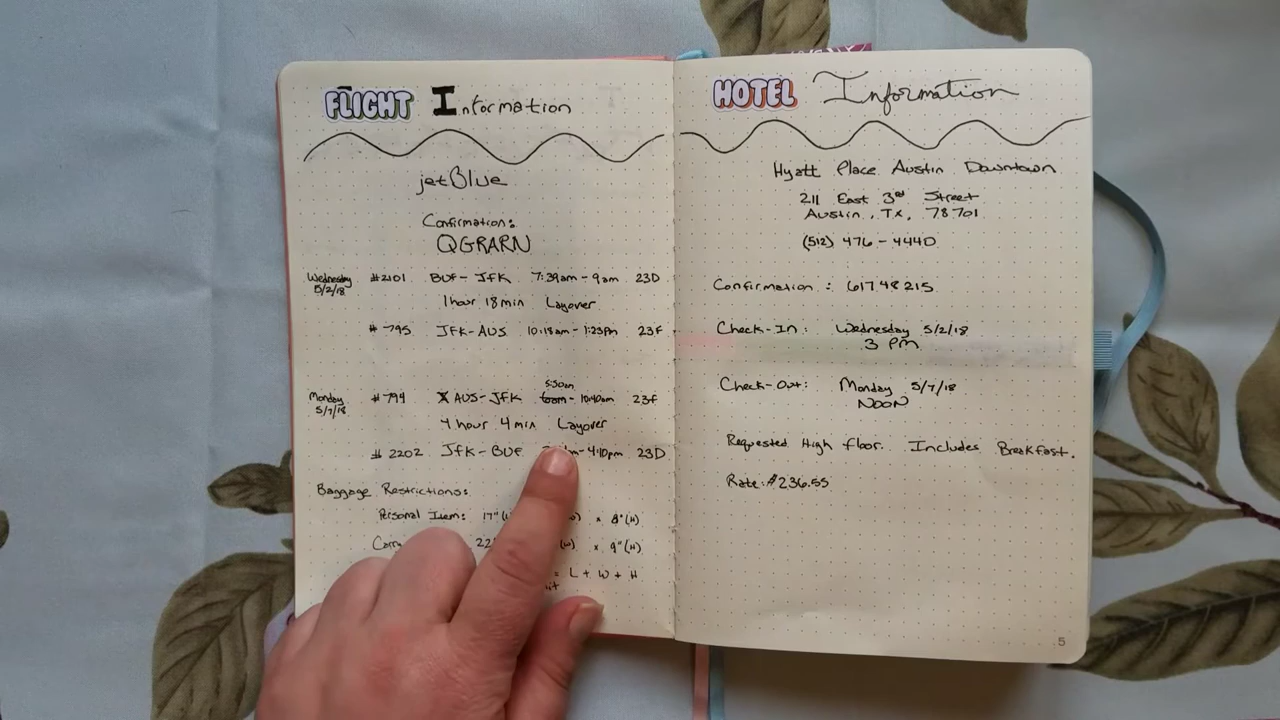 FLIGHT Information
jetBlue
Confirmation:
QGRARN
Wednesday 5/2/18 #2101 BUF-JFK 7:39am-9am 23D
1 hour 18 min Layover
#795 JFK-AUS 10:18am-1:23pm 23F
5:50am
Monday 5/7/18 #794 AUS-JFK 6am-10:40am 23F
4 hour 4 min Layover
#2202 JFK-BUF -4:10pm 23D
Baggage Restrictions:
Personal Item: 17" x 8"(H)
22 (W) x 9"(H)
= L + W + H
HOTEL Information
Hyatt Place Austin Downtown
211 East 3rd Street
Austin, TX, 78701
(512) 476-4440
Confirmation: 61748215
Check-In: Wednesday 5/2/18
3 PM
Check-Out: Monday 5/7/18
NOON
Requested High floor. Includes Breakfast.
Rate: $236.55
5